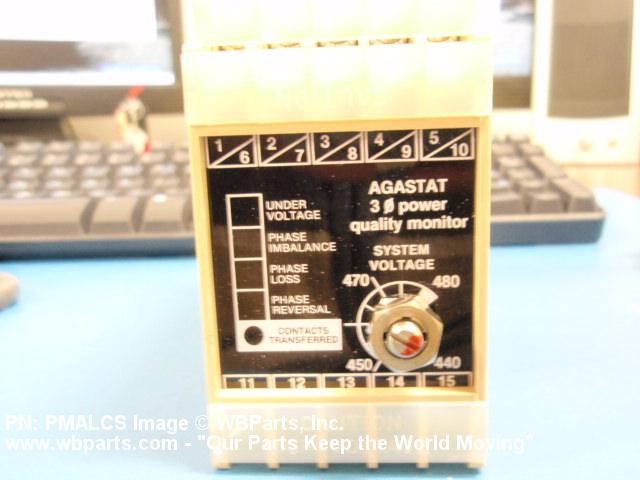 1/6 2/7 3/8 4/9 5/10
AGASTAT
3 Ø power
quality monitor
UNDER
VOLTAGE
PHASE
IMBALANCE
PHASE
LOSS
PHASE
REVERSAL
CONTACTS
TRANSFERRED
SYSTEM
VOLTAGE
470 480
450 440
11 12 13 14 15
PN: PMALCS Image © WBParts, Inc.
www.wbparts.com - "Our Parts Keep the World Moving"